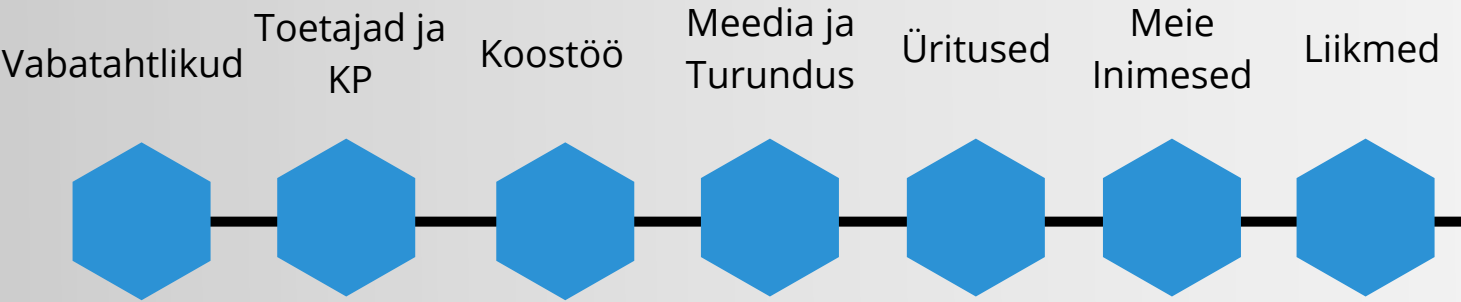 Vabatahtlikud
Toetajad ja
KP
Koostöö
Meedia ja
Turundus
Üritused
Meie
Inimesed
Liikmed